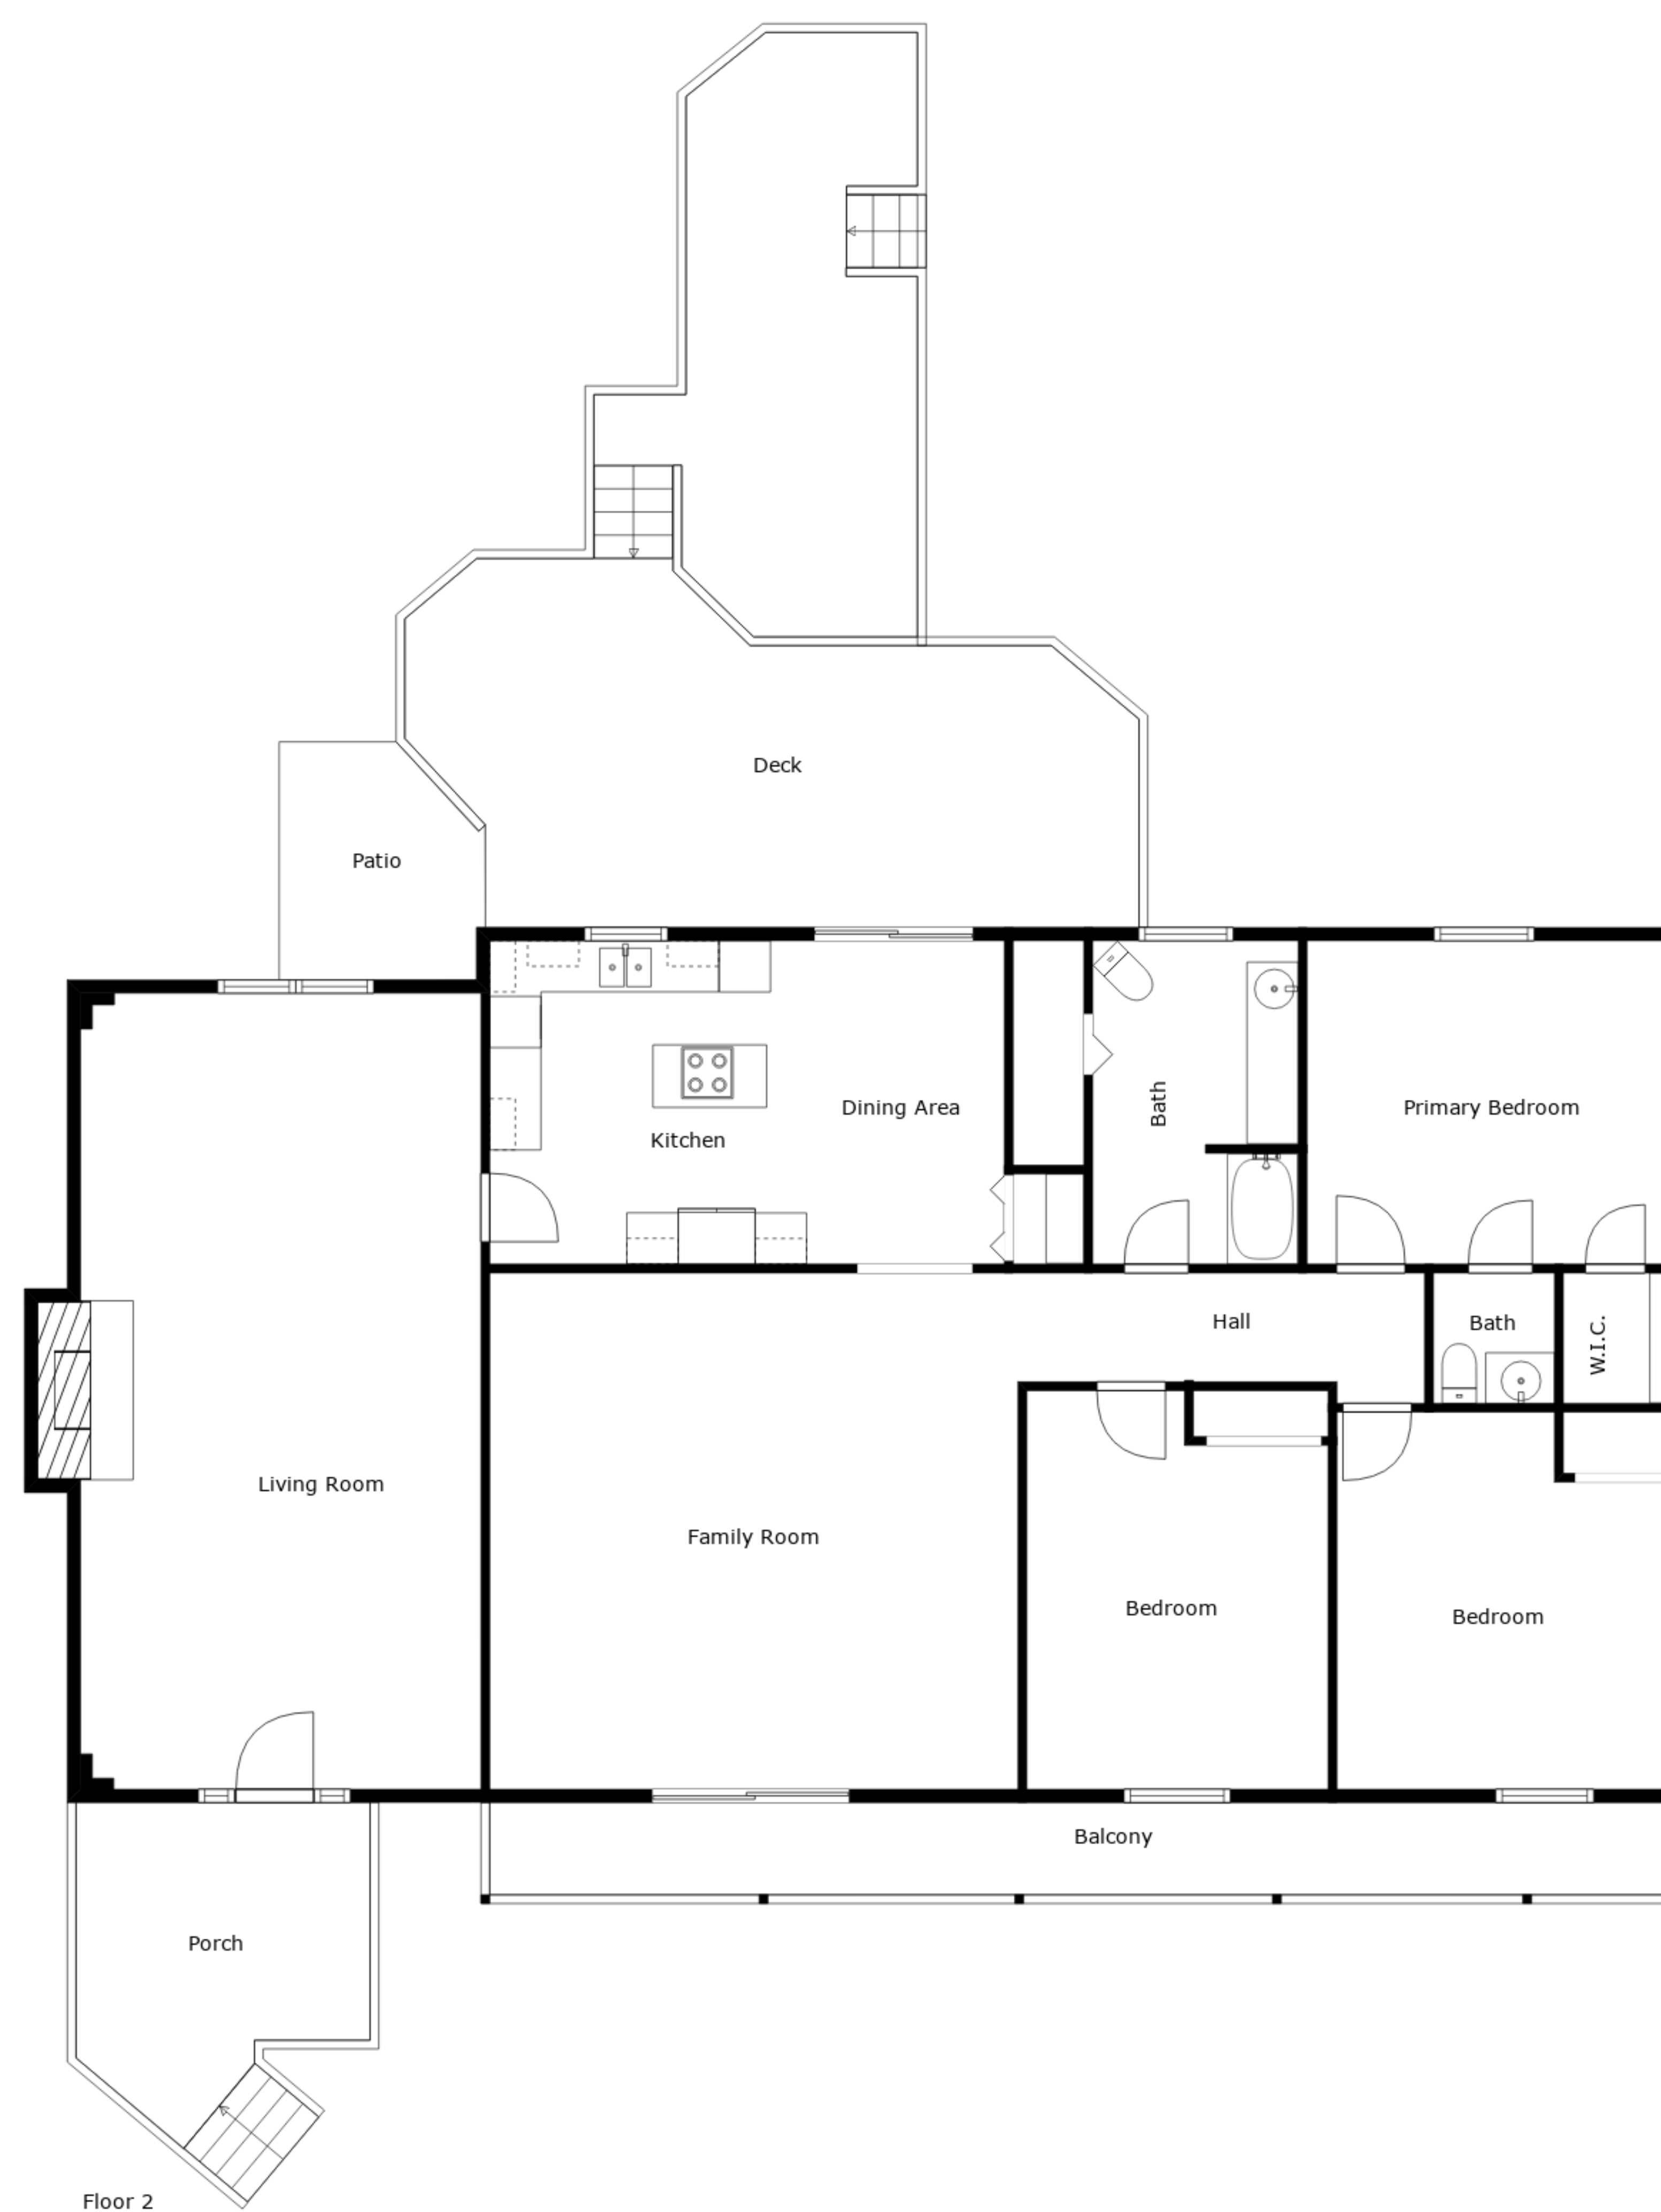 Deck
Patio
Bath
Dining Area
Primary Bedroom
Kitchen
Hall
Bath
W.I.C.
Living Room
Family Room
Bedroom
Bedroom
Balcony
Porch
Floor 2